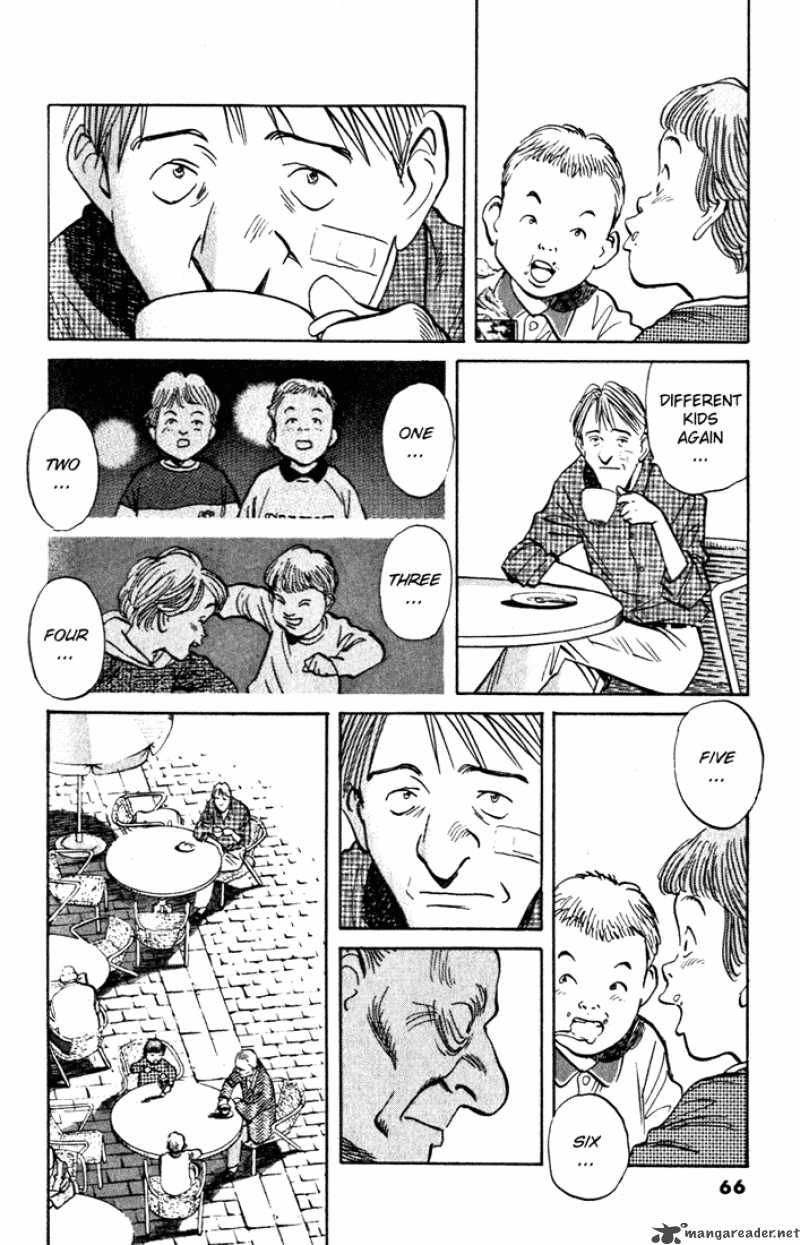 DIFFERENT
KIDS
AGAIN
...
ONE
...
TWO
...
THREE
...
FOUR
...
FIVE
...
SIX
...
66
mangareader.net